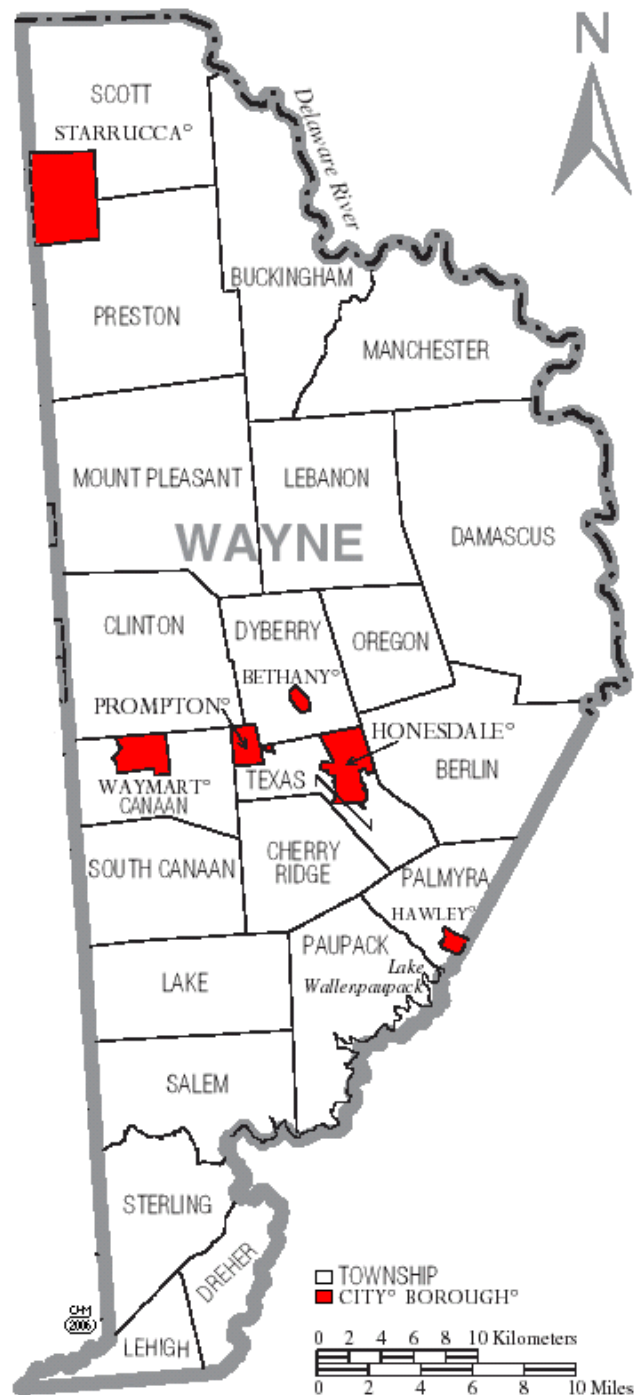 N
SCOTT
STARRUCCA°
Delaware River
BUCKINGHAM
PRESTON
MANCHESTER
MOUNT PLEASANT
LEBANON
WAYNE
DAMASCUS
CLINTON
DYBERRY
OREGON
BETHANY°
PROMPTON°
HONESDALE°
BERLIN
TEXAS
WAYMART°
CANAAN
SOUTH CANAAN
CHERRY
RIDGE
PALMYRA
HAWLEY°
PAUPACK
Lake
Wallenpaupack
LAKE
SALEM
STERLING
DREHER
LEHIGH
CHM
2006
TOWNSHIP
CITY° BOROUGH°
0 2 4 6 8 10 Kilometers
0 2 4 6 8 10 Miles